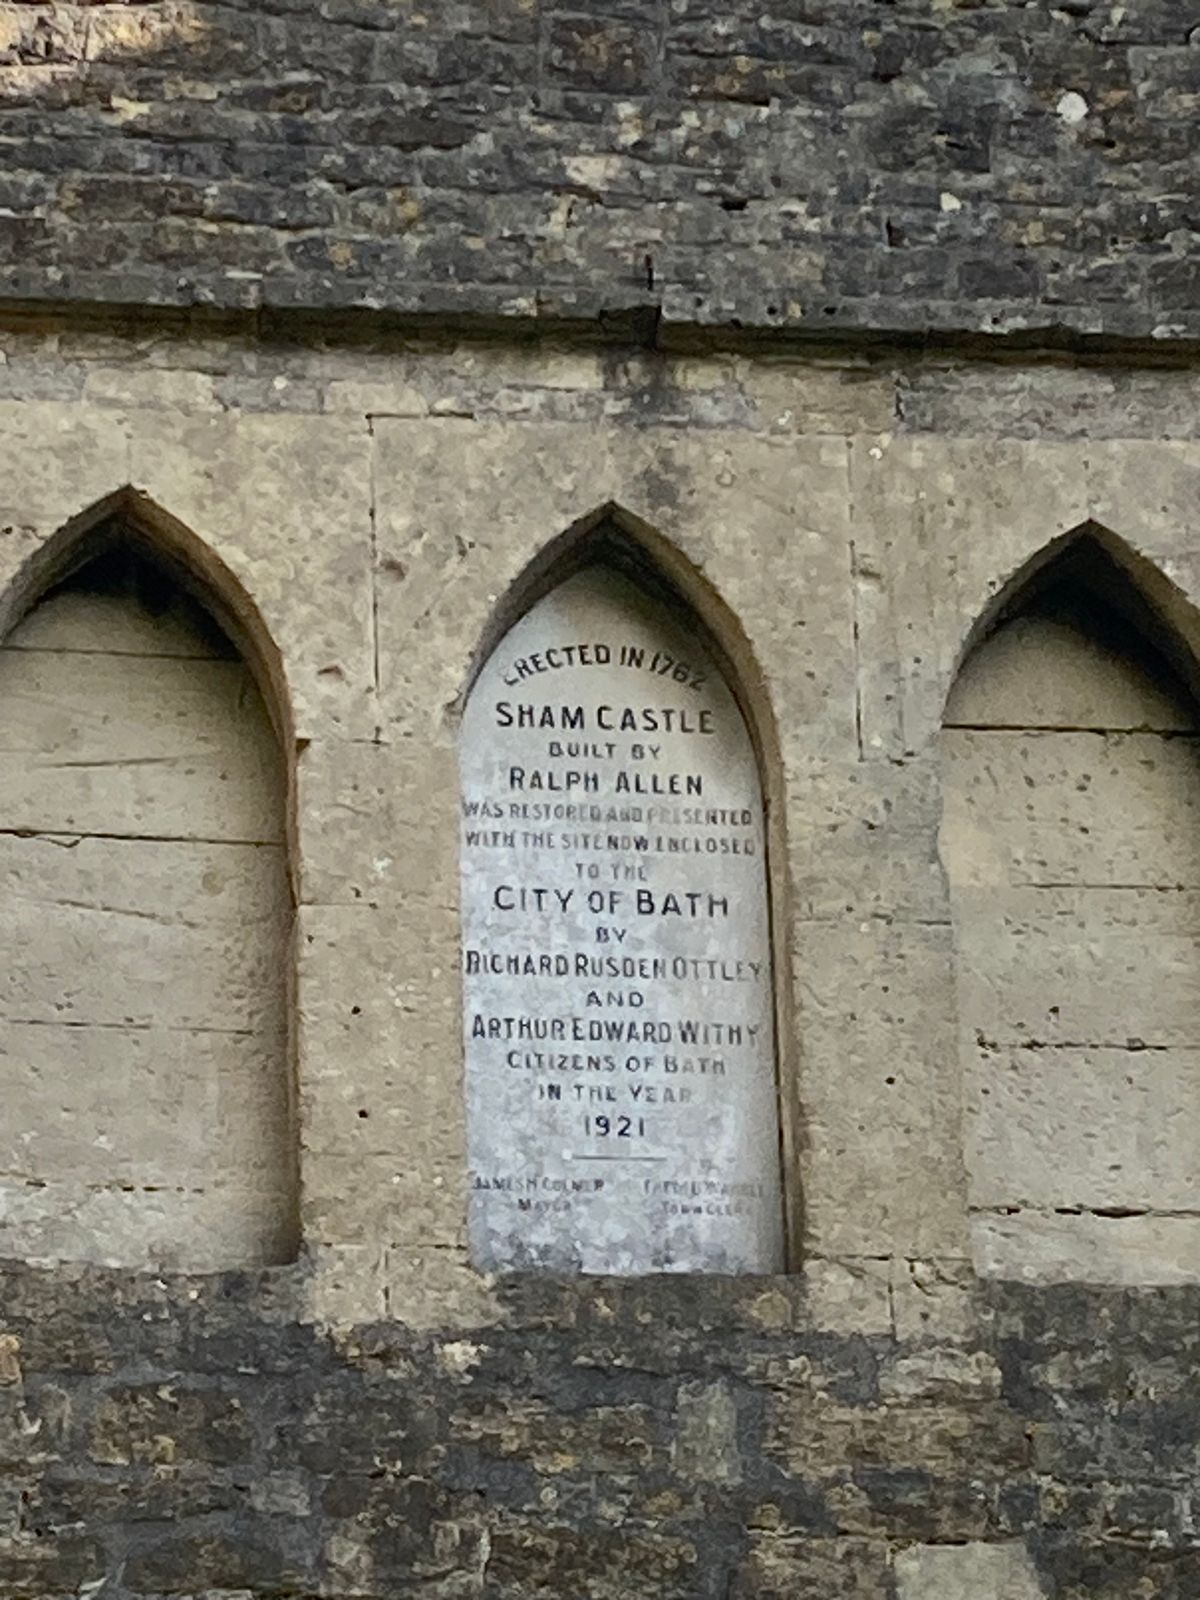 ERECTED IN 1762
SHAM CASTLE
BUILT BY
RALPH ALLEN
WAS RESTORED AND PRESENTED
WITH THE SITE NOW ENCLOSED
TO THE
CITY OF BATH
BY
RICHARD RUSDEN OTTLEY
AND
ARTHUR EDWARD WITHY
CITIZENS OF BATH
IN THE YEAR
1921
MAYOR TOWN CLERK